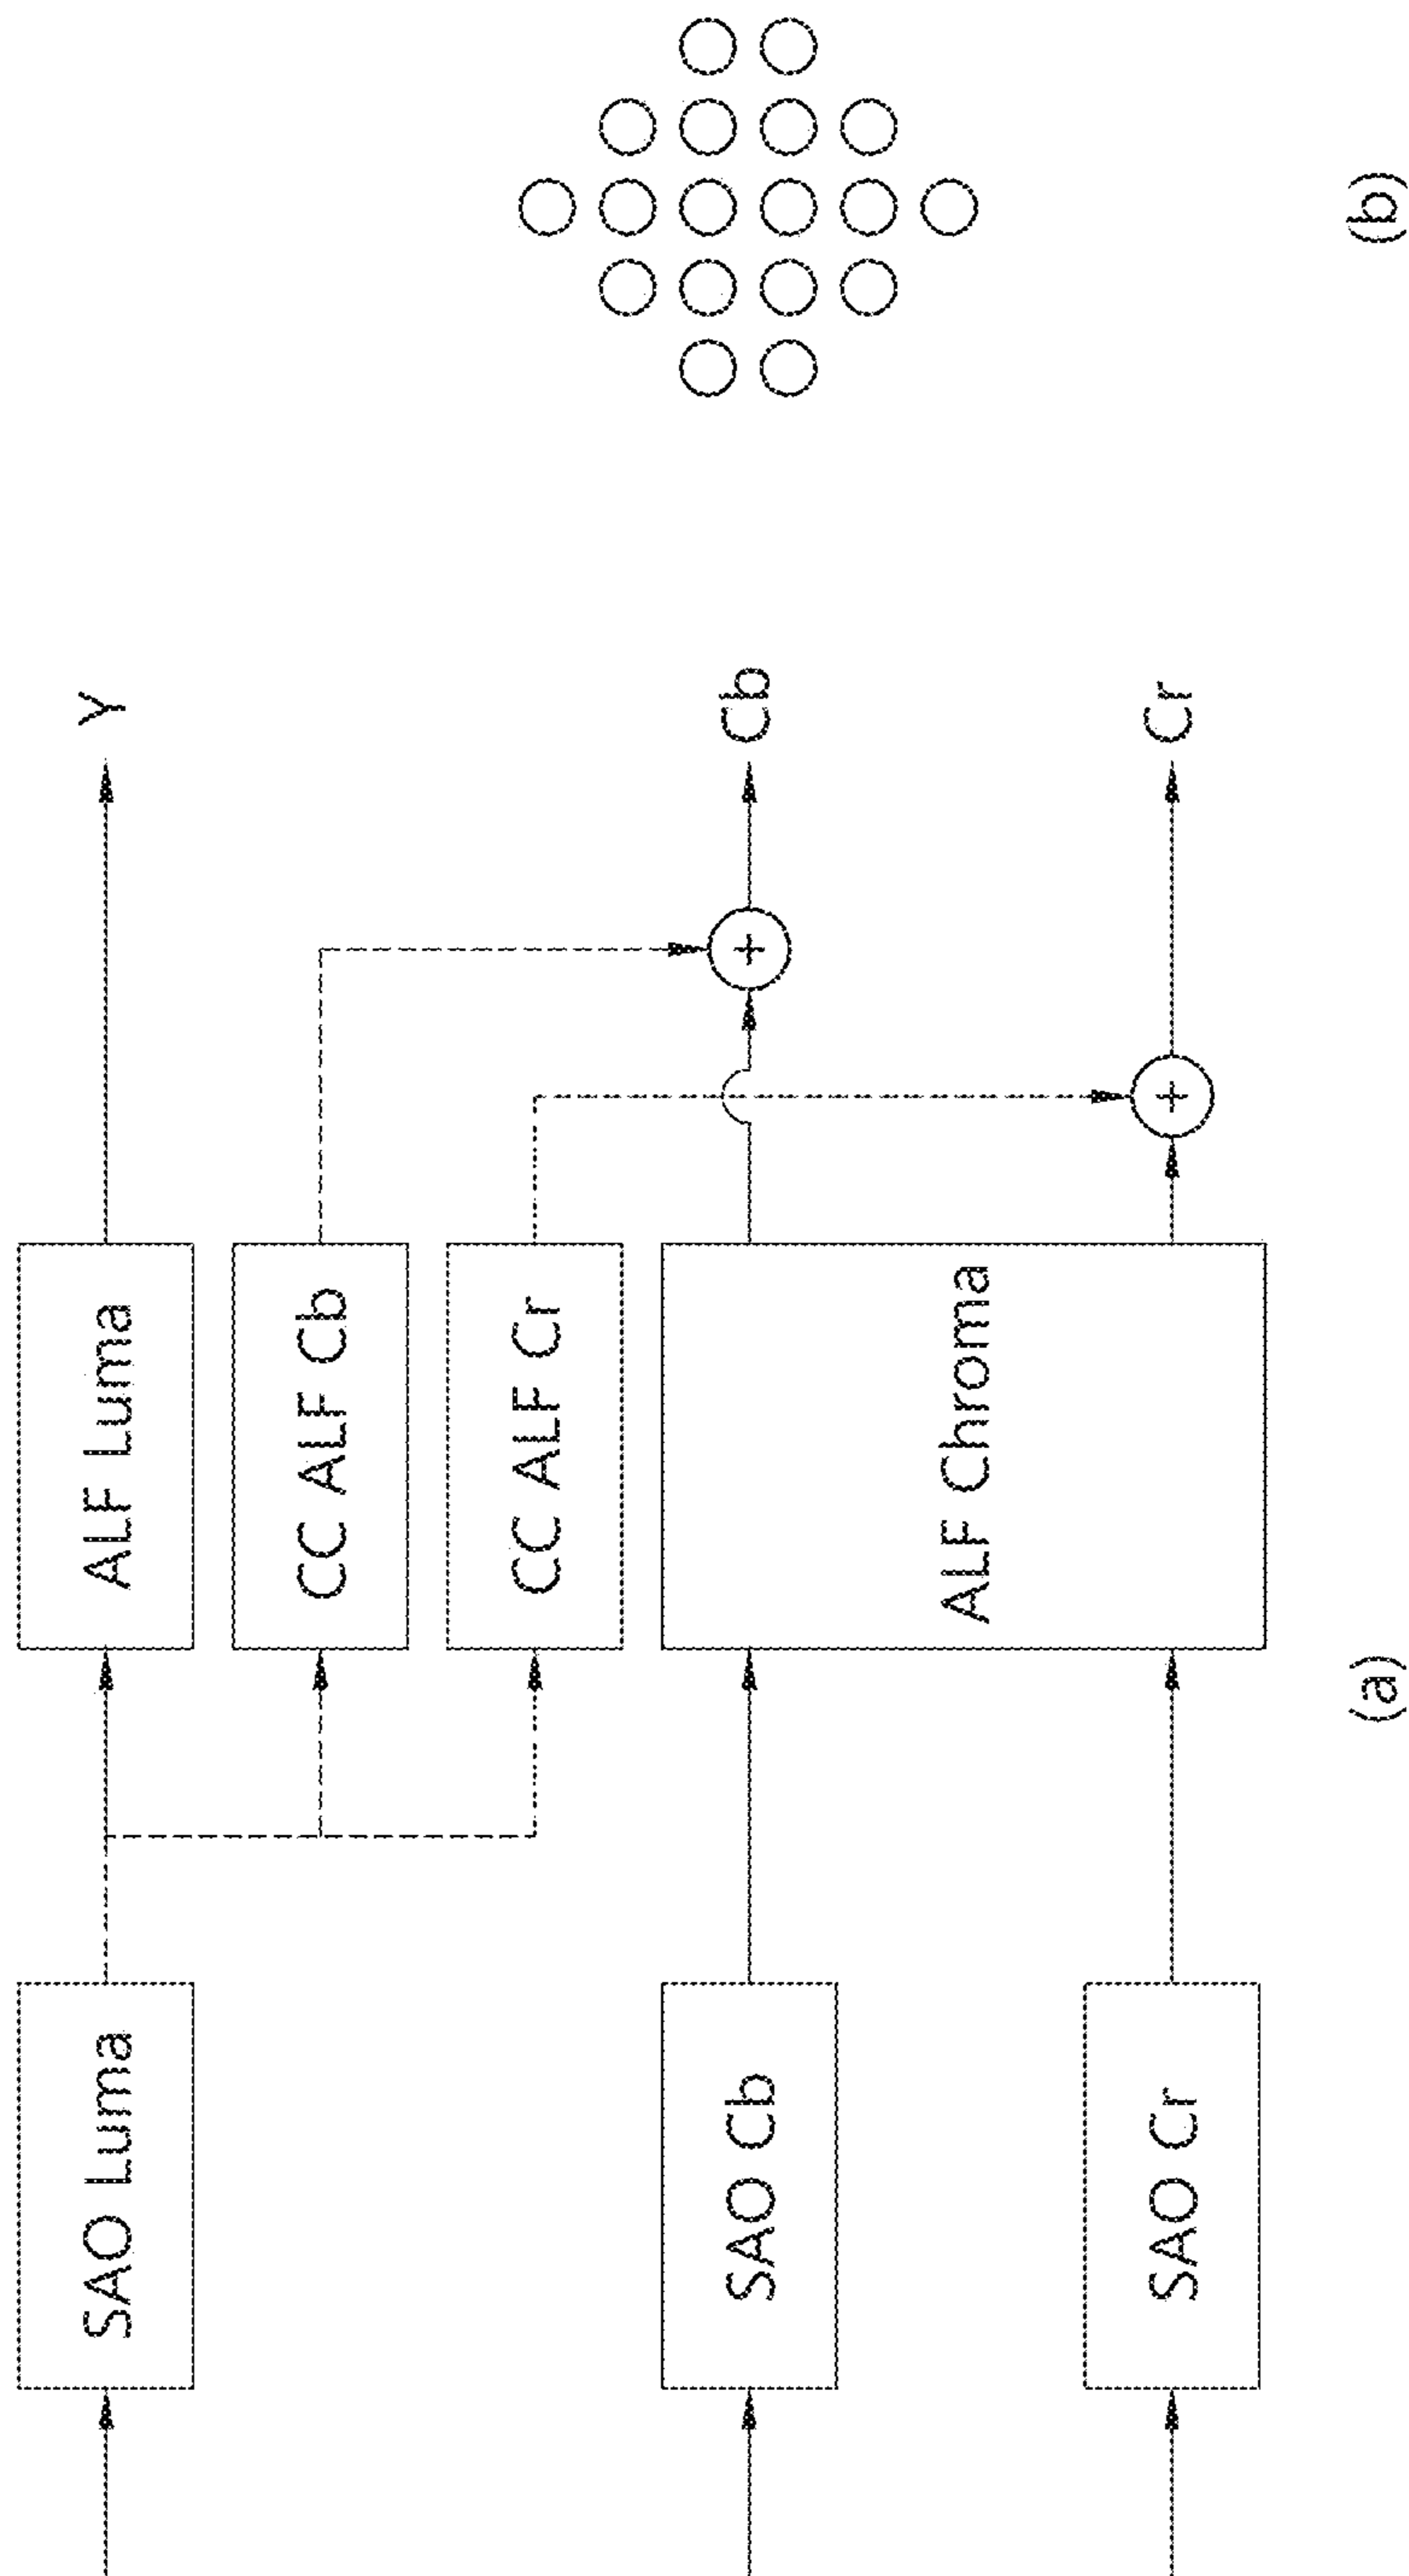 SAO Luma
ALF Luma
Y
CC ALF Cb
CC ALF Cr
SAO Cb
ALF Chroma
+
Cb
SAO Cr
+
Cr
(a)
(b)